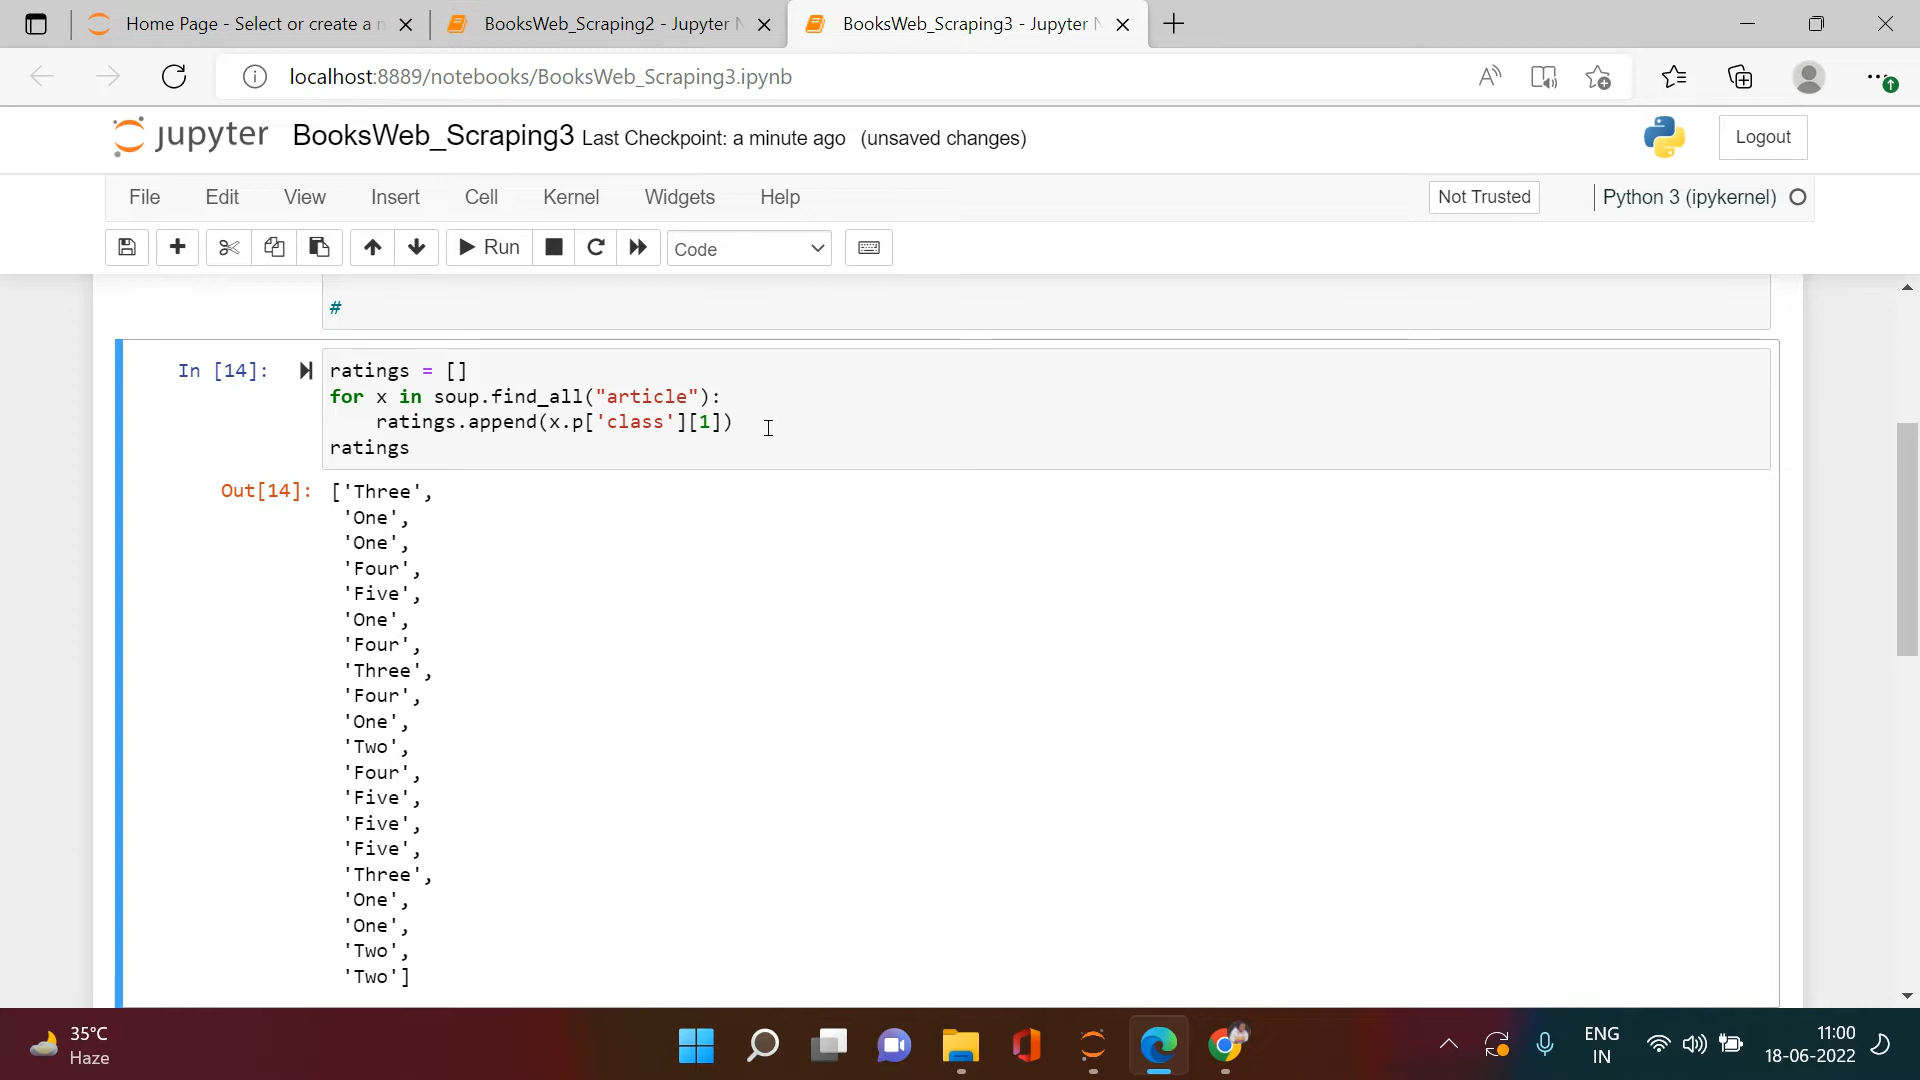 Home Page - Select or create a n
BooksWeb_Scraping2 - Jupyter N
BooksWeb_Scraping3 - Jupyter N
localhost:8889/notebooks/BooksWeb_Scraping3.ipynb
jupyter BooksWeb_Scraping3 Last Checkpoint: a minute ago (unsaved changes) Logout
File Edit View Insert Cell Kernel Widgets Help Not Trusted Python 3 (ipykernel)
Run Code
#
In [14]: ratings = []
for x in soup.find_all("article"):
    ratings.append(x.p['class'][1])
ratings
Out[14]: ['Three',
'One',
'One',
'Four',
'Five',
'One',
'Four',
'Three',
'Four',
'One',
'Two',
'Four',
'Five',
'Five',
'Five',
'Three',
'One',
'One',
'Two',
'Two']
35°C
Haze
ENG
IN
11:00
18-06-2022